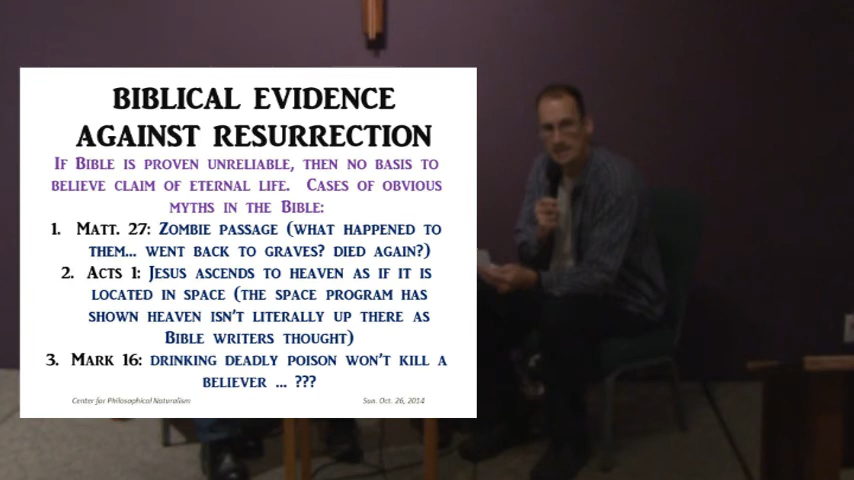 BIBLICAL EVIDENCE
AGAINST RESURRECTION
IF BIBLE IS PROVEN UNRELIABLE, THEN NO BASIS TO
BELIEVE CLAIM OF ETERNAL LIFE. CASES OF OBVIOUS
MYTHS IN THE BIBLE:
1. MATT. 27: ZOMBIE PASSAGE (WHAT HAPPENED TO
THEM... WENT BACK TO GRAVES? DIED AGAIN?)
2. ACTS 1: JESUS ASCENDS TO HEAVEN AS IF IT IS
LOCATED IN SPACE (THE SPACE PROGRAM HAS
SHOWN HEAVEN ISN'T LITERALLY UP THERE AS
BIBLE WRITERS THOUGHT)
3. MARK 16: DRINKING DEADLY POISON WON'T KILL A
BELIEVER ... ???
Center for Philosophical Naturalism Sun. Oct. 26, 2014